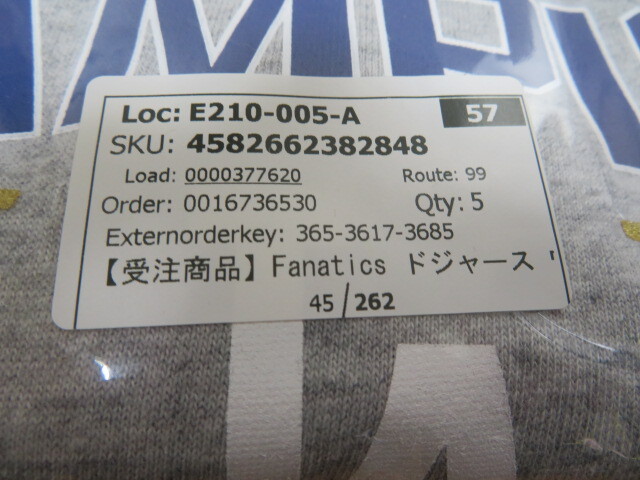 Loc: E210-005-A 57
SKU: 4582662382848
Load: 0000377620 Route: 99
Order: 0016736530 Qty: 5
Externorderkey: 365-3617-3685
【受注商品】Fanatics ドジャース
45/262